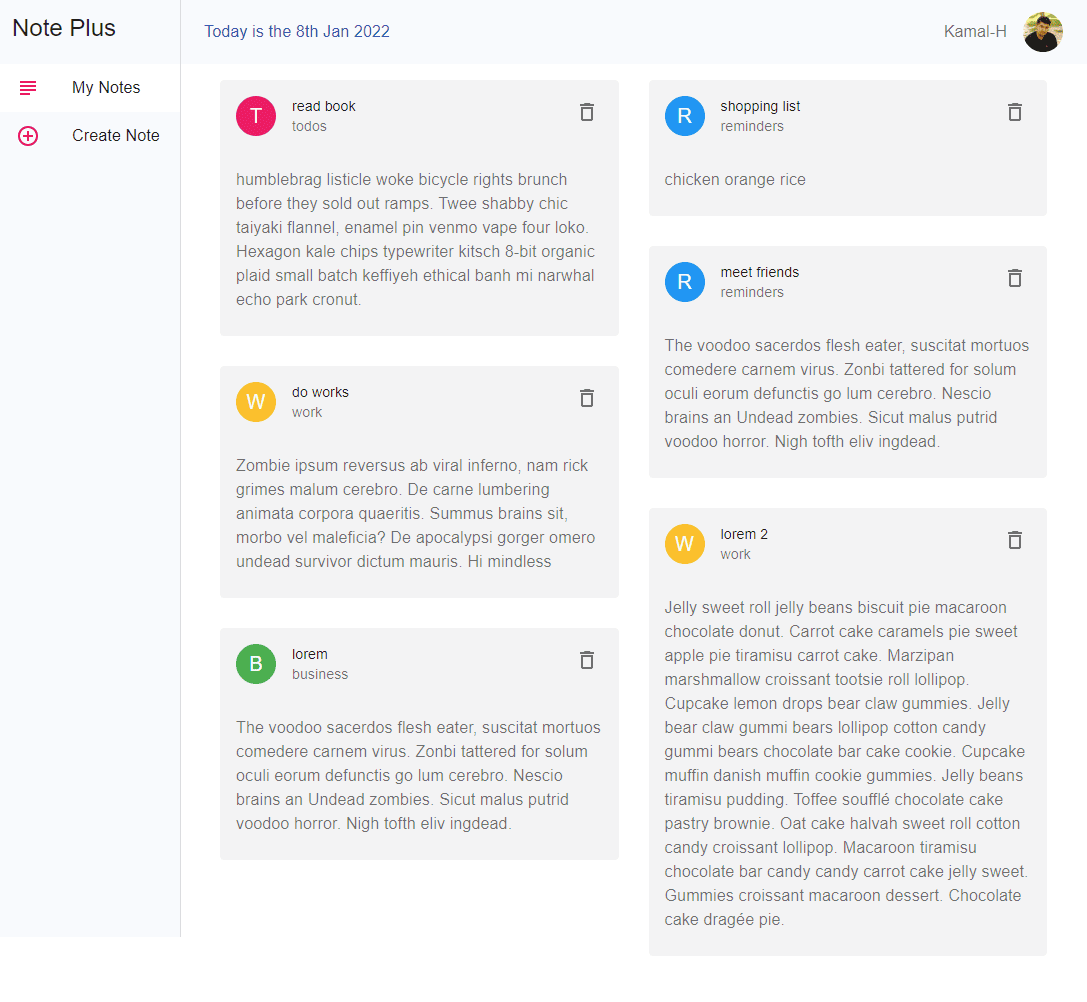 Note Plus
My Notes
Create Note
Today is the 8th Jan 2022
Kamal-H
T
read book
todos
humblebrag listicle woke bicycle rights brunch
before they sold out ramps. Twee shabby chic
taiyaki flannel, enamel pin venmo vape four loko.
Hexagon kale chips typewriter kitsch 8-bit organic
plaid small batch keffiyeh ethical banh mi narwhal
echo park cronut.
W
do works
work
Zombie ipsum reversus ab viral inferno, nam rick
grimes malum cerebro. De carne lumbering
animata corpora quaeritis. Summus brains sit,
morbo vel maleficia? De apocalypsi gorger omero
undead survivor dictum mauris. Hi mindless
B
lorem
business
The voodoo sacerdos flesh eater, suscitat mortuos
comedere carnem virus. Zonbi tattered for solum
oculi eorum defunctis go lum cerebro. Nescio
brains an Undead zombies. Sicut malus putrid
voodoo horror. Nigh tofth eliv ingdead.
R
shopping list
reminders
chicken orange rice
R
meet friends
reminders
The voodoo sacerdos flesh eater, suscitat mortuos
comedere carnem virus. Zonbi tattered for solum
oculi eorum defunctis go lum cerebro. Nescio
brains an Undead zombies. Sicut malus putrid
voodoo horror. Nigh tofth eliv ingdead.
W
lorem 2
work
Jelly sweet roll jelly beans biscuit pie macaroon
chocolate donut. Carrot cake caramels pie sweet
apple pie tiramisu carrot cake. Marzipan
marshmallow croissant tootsie roll lollipop.
Cupcake lemon drops bear claw gummies. Jelly
bear claw gummi bears lollipop cotton candy
gummi bears chocolate bar cake cookie. Cupcake
muffin danish muffin cookie gummies. Jelly beans
tiramisu pudding. Toffee soufflé chocolate cake
pastry brownie. Oat cake halvah sweet roll cotton
candy croissant lollipop. Macaroon tiramisu
chocolate bar candy candy carrot cake jelly sweet.
Gummies croissant macaroon dessert. Chocolate
cake dragée pie.